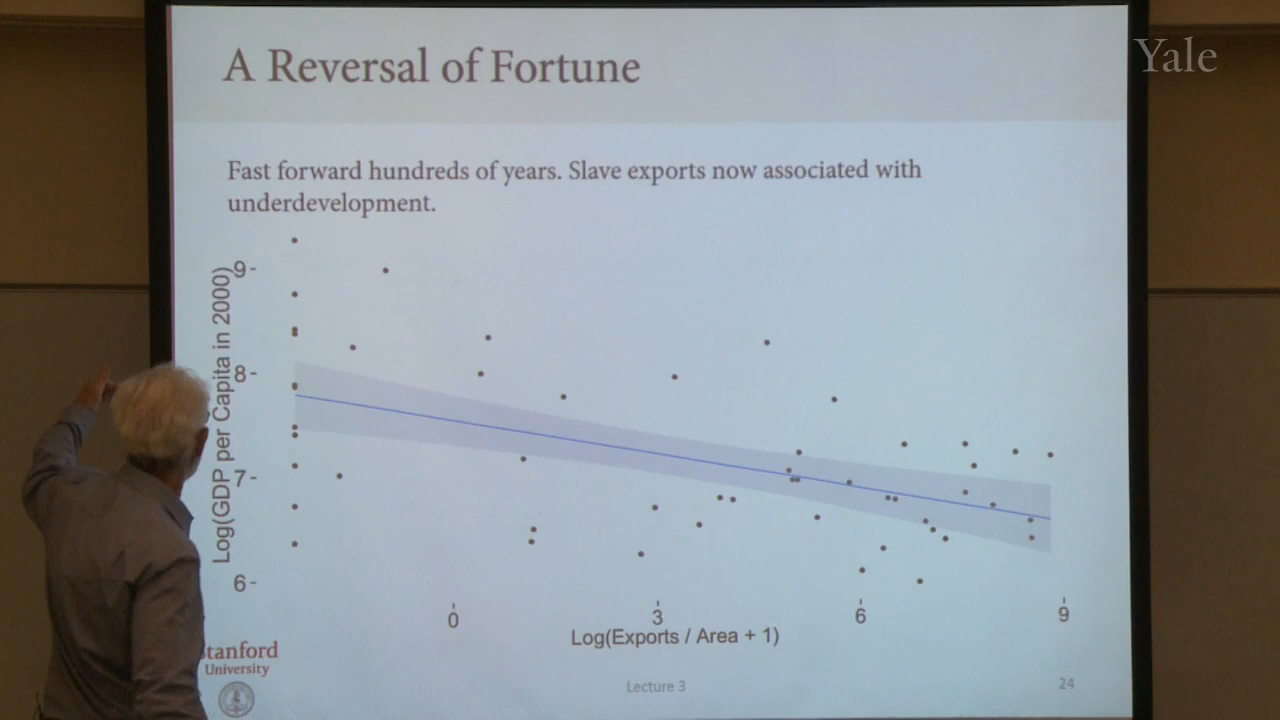 A Reversal of Fortune
Yale
Fast forward hundreds of years. Slave exports now associated with
underdevelopment.
Log(GDP per Capita in 2000)
9-
8-
7-
6-
0
3
6
9
Log(Exports / Area + 1)
Stanford
University
Lecture 3
24